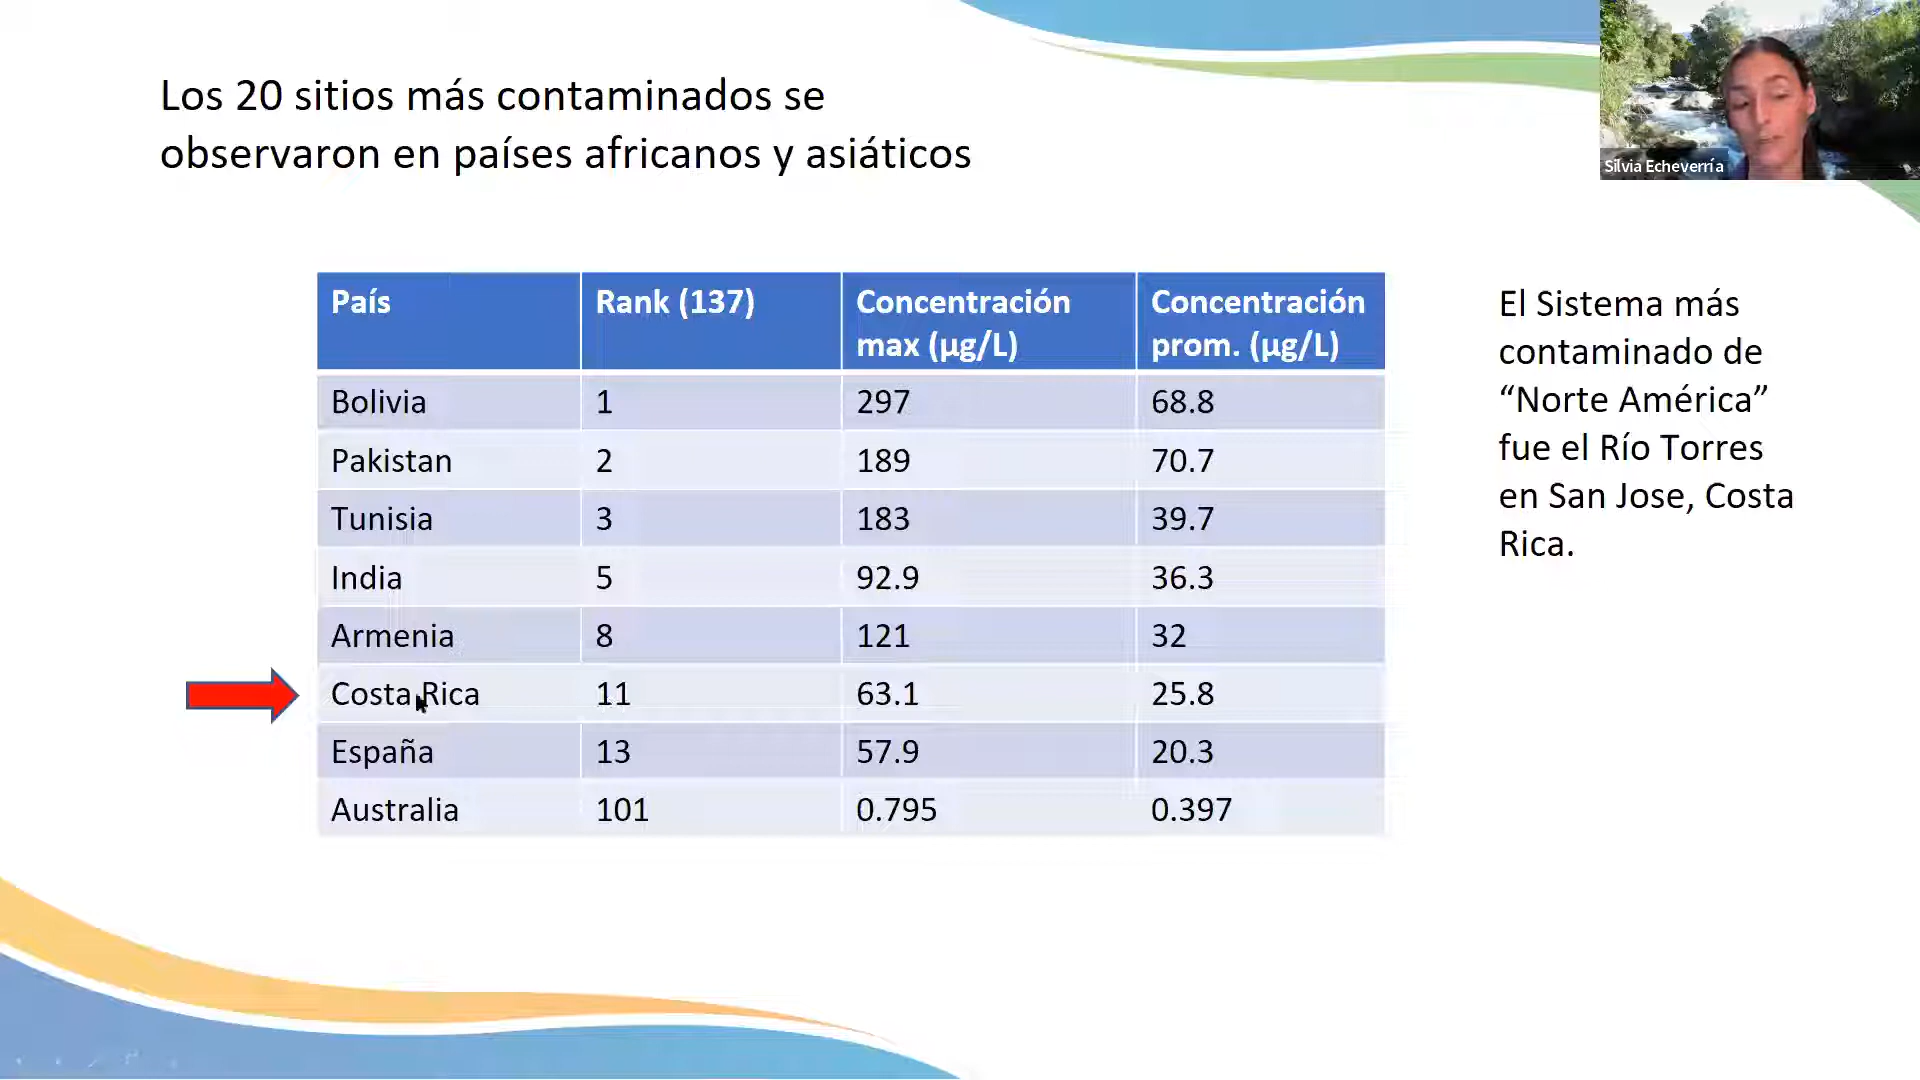 Los 20 sitios más contaminados se
observaron en países africanos y asiáticos
Silvia Echeverría
País Rank (137) Concentración max (µg/L) Concentración prom. (µg/L)
Bolivia 1 297 68.8
Pakistan 2 189 70.7
Tunisia 3 183 39.7
India 5 92.9 36.3
Armenia 8 121 32
Costa Rica 11 63.1 25.8
España 13 57.9 20.3
Australia 101 0.795 0.397
El Sistema más
contaminado de
“Norte América”
fue el Río Torres
en San Jose, Costa
Rica.